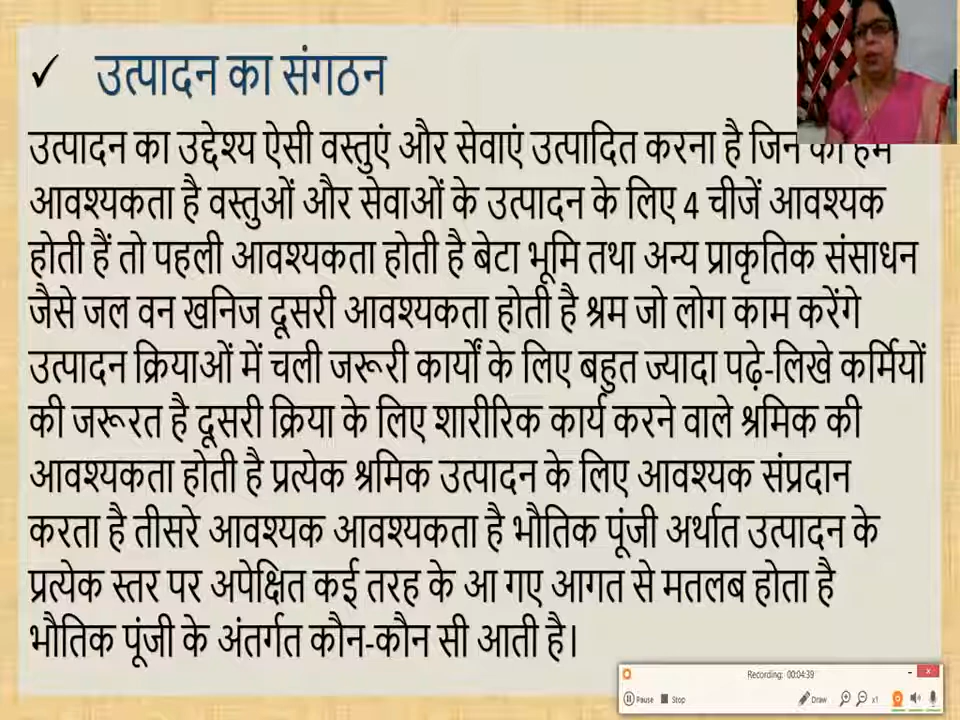 ✓ उत्पादन का संगठन
उत्पादन का उद्देश्य ऐसी वस्तुएं और सेवाएं उत्पादित करना है जिन की हमें
आवश्यकता है वस्तुओं और सेवाओं के उत्पादन के लिए 4 चीजें आवश्यक
होती हैं तो पहली आवश्यकता होती है बेटा भूमि तथा अन्य प्राकृतिक संसाधन
जैसे जल वन खनिज दूसरी आवश्यकता होती है श्रम जो लोग काम करेंगे
उत्पादन क्रियाओं में चली जरूरी कार्यों के लिए बहुत ज्यादा पढ़े-लिखे कर्मियों
की जरूरत है दूसरी क्रिया के लिए शारीरिक कार्य करने वाले श्रमिक की
आवश्यकता होती है प्रत्येक श्रमिक उत्पादन के लिए आवश्यक संप्रदान
करता है तीसरे आवश्यक आवश्यकता है भौतिक पूंजी अर्थात उत्पादन के
प्रत्येक स्तर पर अपेक्षित कई तरह के आ गए आगत से मतलब होता है
भौतिक पूंजी के अंतर्गत कौन-कौन सी आती है।
Recording: 00:04:39
Pause Stop Draw x1